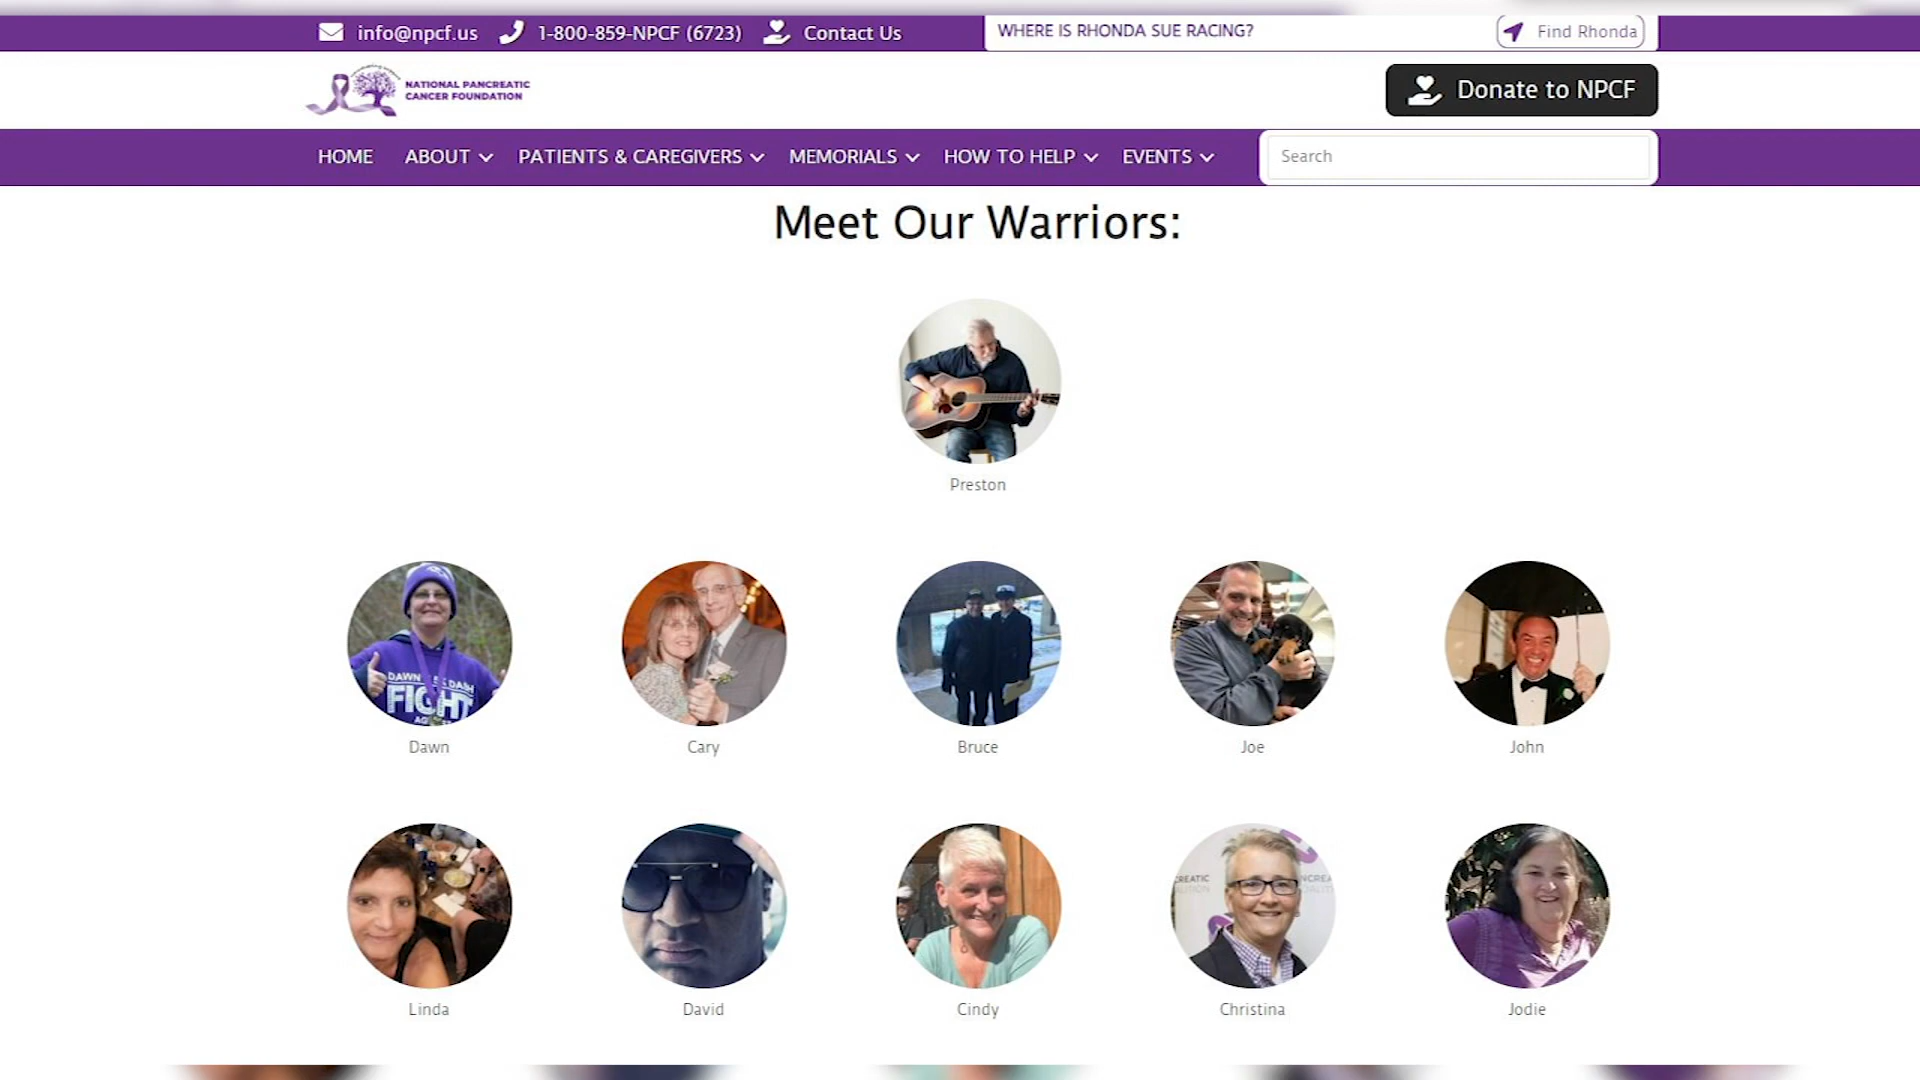 info@npcf.us 1-800-859-NPCF (6723) Contact Us WHERE IS RHONDA SUE RACING? Find Rhonda
NATIONAL PANCREATIC
CANCER FOUNDATION
Donate to NPCF
HOME ABOUT PATIENTS & CAREGIVERS MEMORIALS HOW TO HELP EVENTS Search
Meet Our Warriors:
Preston
DAWN DASH
FIGHT
Dawn
Cary
Bruce
Joe
John
CREATIC
Linda
David
Cindy
Christina
Jodie